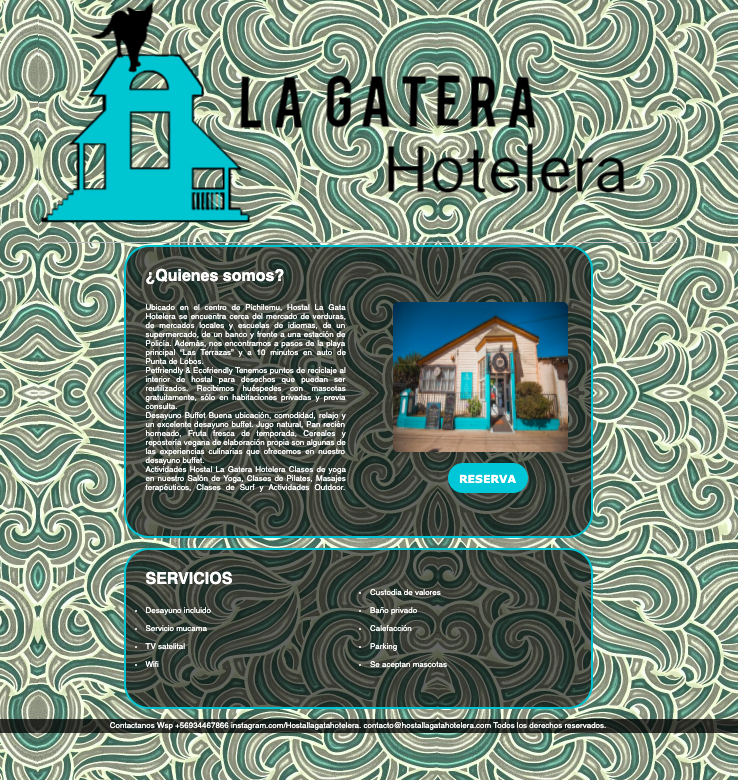 LA GATERA
Hotelera
¿Quienes somos?
Ubicado en el centro de Pichilemu, Hostal La Gata
Hotelera se encuentra cerca del mercado de verduras,
de mercados locales y escuelas de idiomas, de un
supermercado, de un banco y frente a una estación de
Policía. Además, nos encontramos a pasos de la playa
principal "Las Terrazas" y a 10 minutos en auto de
Punta de Lobos.
Petfriendly & Ecofriendly Tenemos puntos de reciclaje al
interior de hostal para desechos que puedan ser
reutilizados. Recibimos huéspedes con mascotas
gratuitamente, sólo en habitaciones privadas y previa
consulta.
Desayuno Buffet Buena ubicación, comodidad, relajo y
un excelente desayuno buffet. Jugo natural, Pan recién
horneado, Fruta fresca de temporada, Cereales y
repostería vegana de elaboración propia son algunas de
las experiencias culinarias que ofrecemos en nuestro
desayuno buffet.
Actividades Hostal La Gatera Hotelera Clases de yoga
en nuestro Salón de Yoga, Clases de Pilates, Masajes
terapéuticos, Clases de Surf y Actividades Outdoor.
RESERVA
SERVICIOS
Desayuno incluido
Servicio mucama
TV satelital
Wifi
Custodia de valores
Baño privado
Calefacción
Parking
Se aceptan mascotas
Contactanos Wsp +56934467866 instagram.com/Hostallagatahotelera. contacto@hostallagatahotelera.com Todos los derechos reservados.